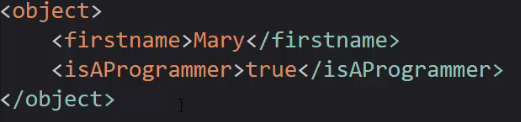 <object>
    <firstname>Mary</firstname>
    <isAProgrammer>true</isAProgrammer>
</object>